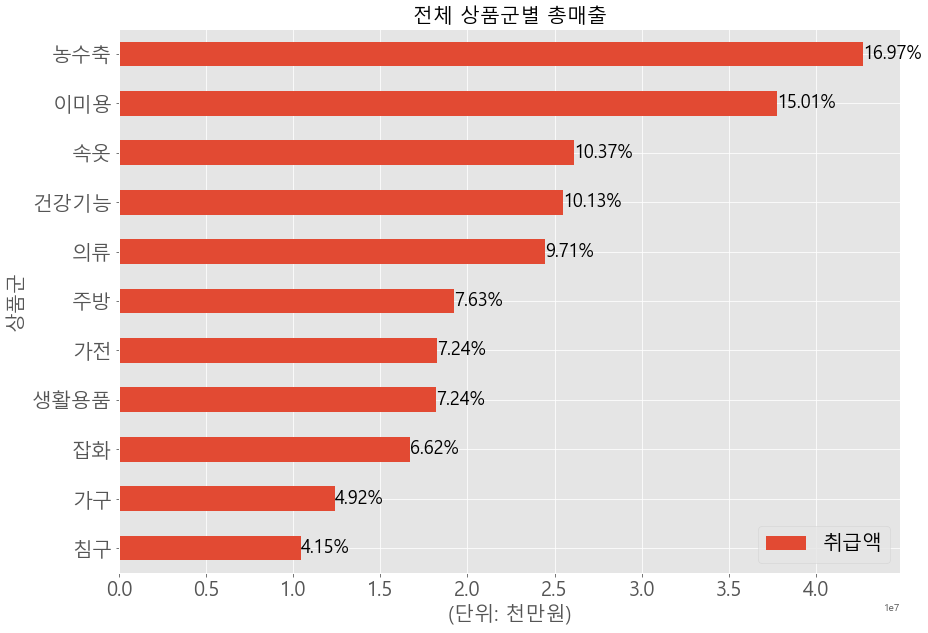 전체 상품군별 총매출
상품군
농수축 16.97%
이미용 15.01%
속옷 10.37%
건강기능 10.13%
의류 9.71%
주방 7.63%
가전 7.24%
생활용품 7.24%
잡화 6.62%
가구 4.92%
침구 4.15%
취급액
0.0 0.5 1.0 1.5 2.0 2.5 3.0 3.5 4.0
1e7
(단위: 천만원)